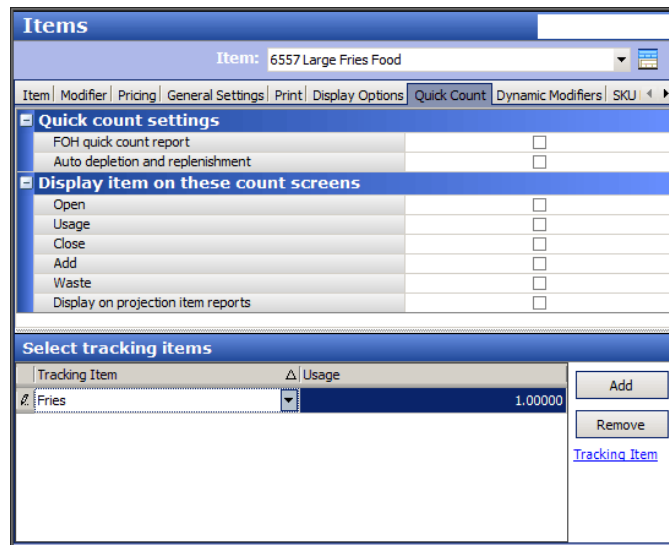 Items
Item: 6557 Large Fries Food
Item Modifier Pricing General Settings Print Display Options Quick Count Dynamic Modifiers SKU
Quick count settings
FOH quick count report
Auto depletion and replenishment
Display item on these count screens
Open
Usage
Close
Add
Waste
Display on projection item reports
Select tracking items
Tracking Item Usage
Fries 1.00000
Add
Remove
Tracking Item